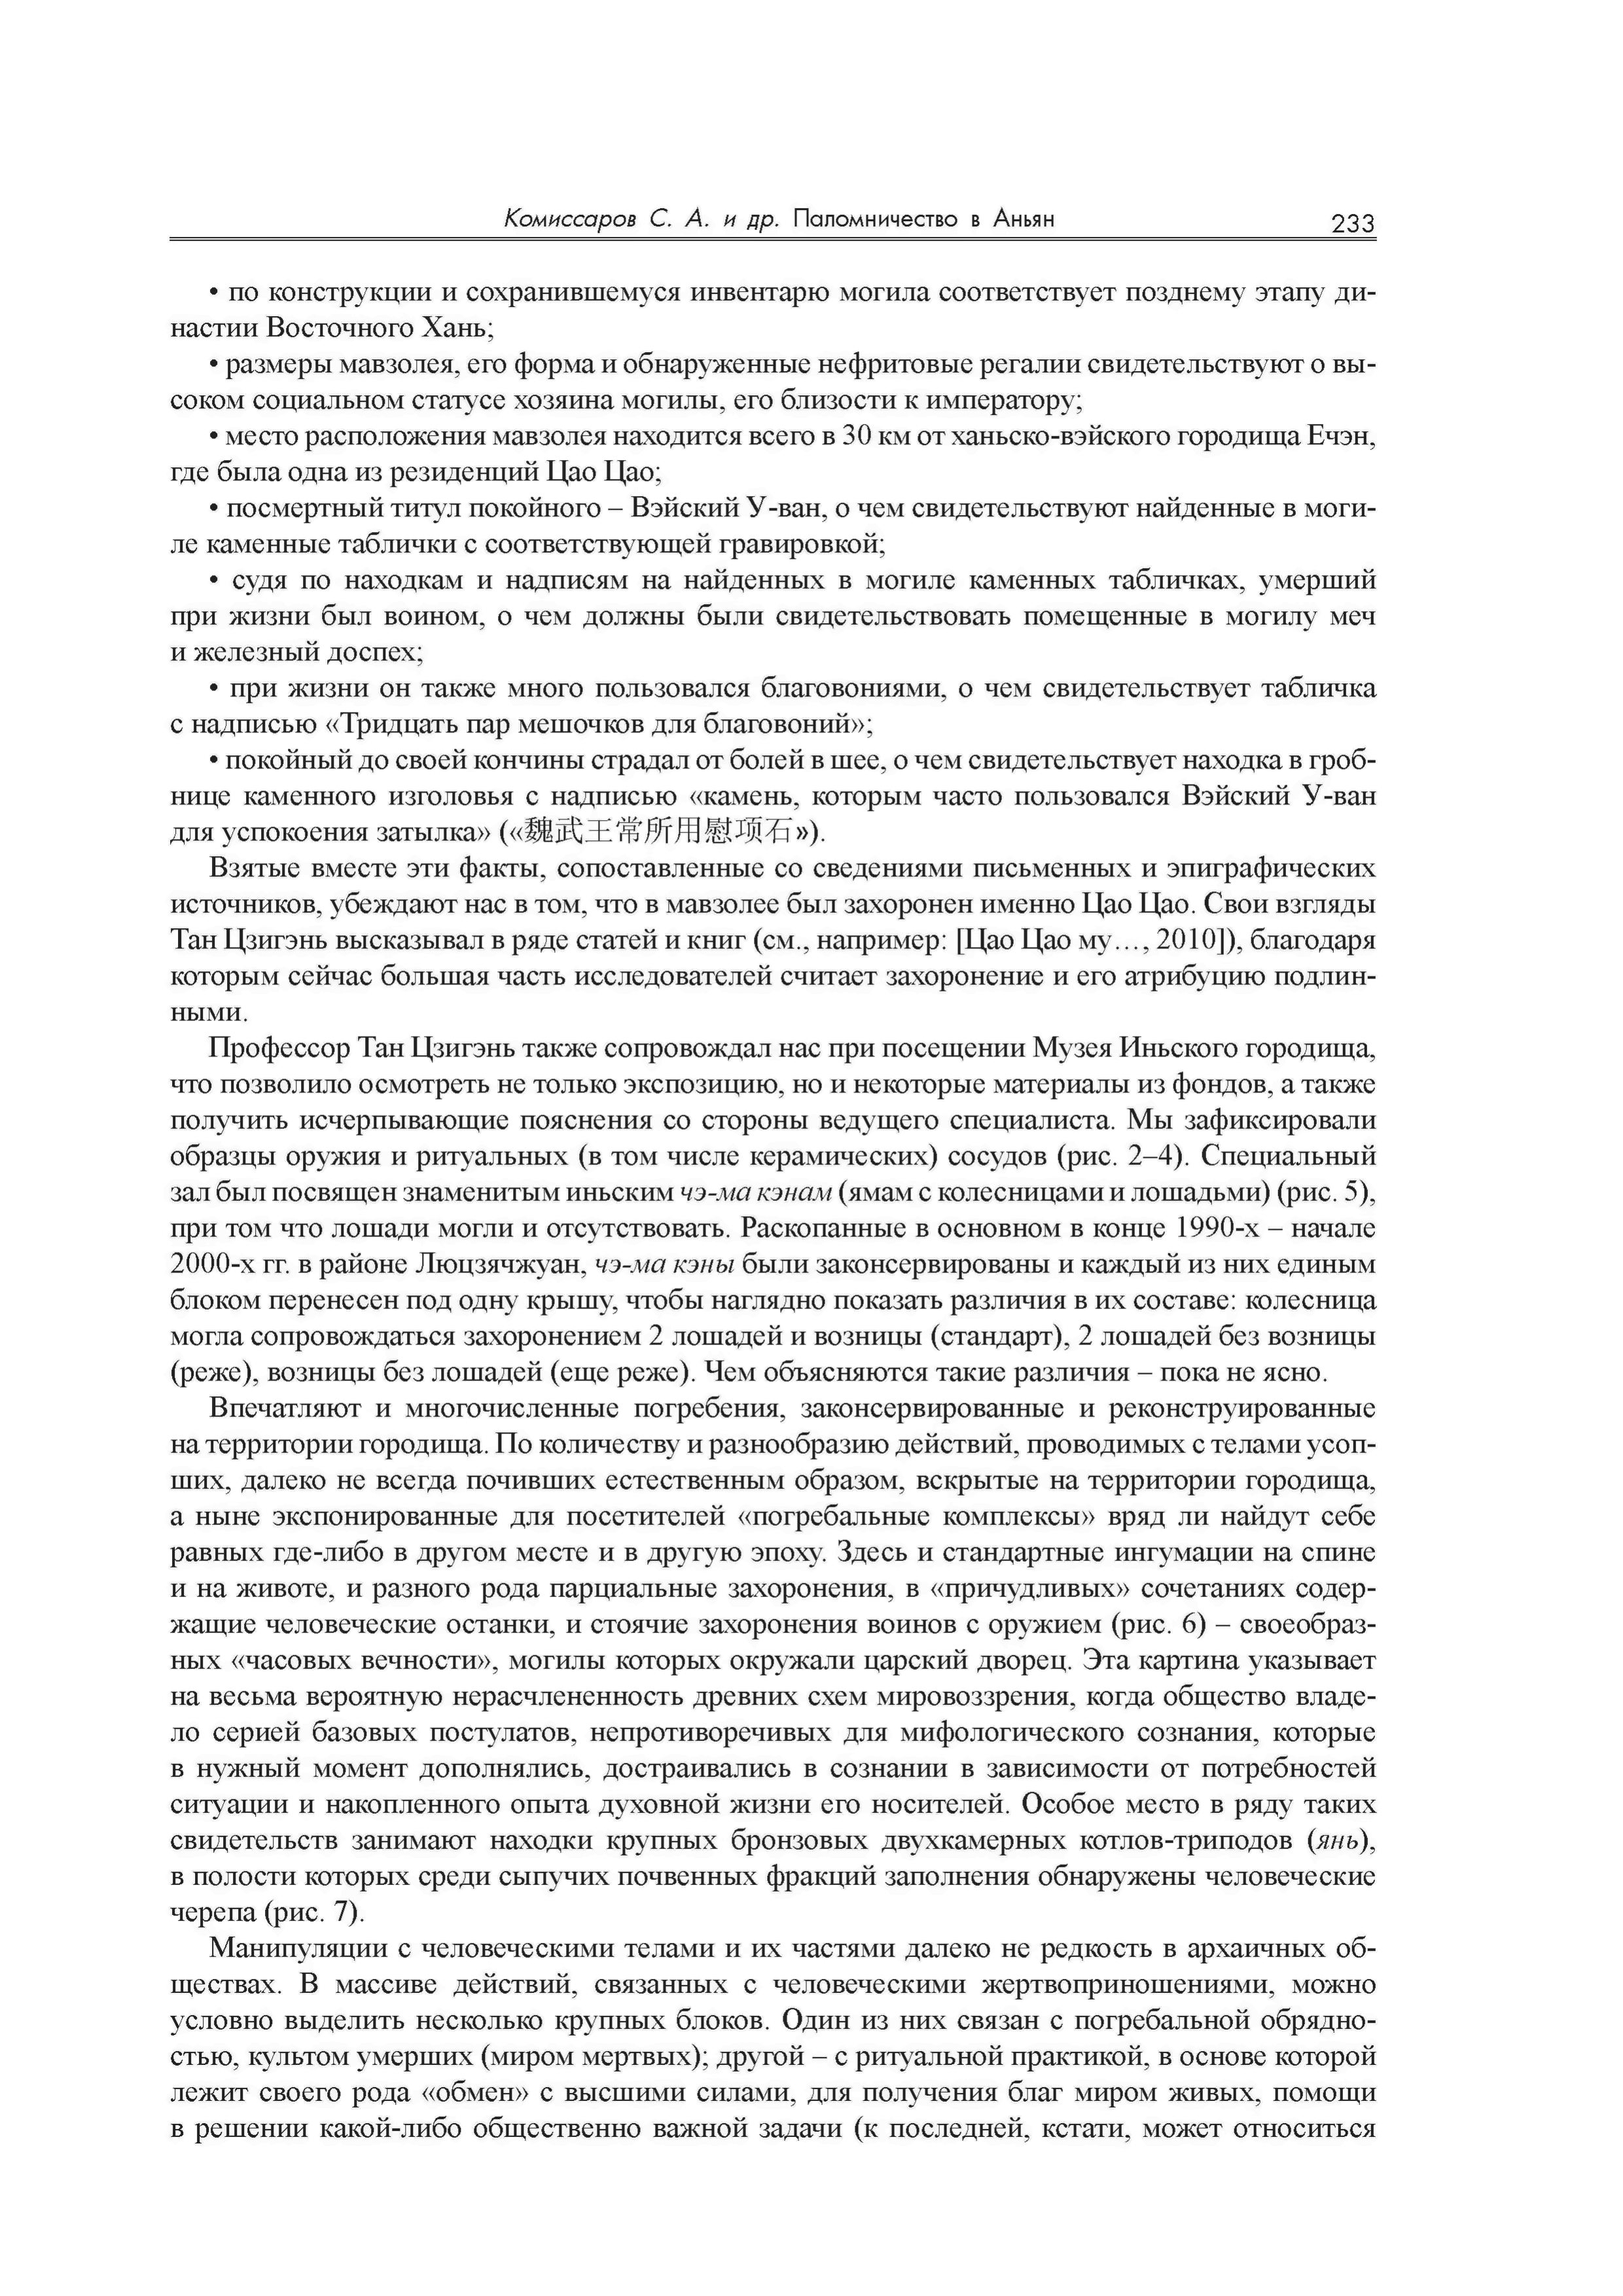 Комиссаров С. А. и др. Паломничество в Аньян 233
• по конструкции и сохранившемуся инвентарю могила соответствует позднему этапу ди-
настии Восточного Хань;
• размеры мавзолея, его форма и обнаруженные нефритовые регалии свидетельствуют о вы-
соком социальном статусе хозяина могилы, его близости к императору;
• место расположения мавзолея находится всего в 30 км от ханьско-вэйского городища Ечэн,
где была одна из резиденций Цао Цао;
• посмертный титул покойного – Вэйский У-ван, о чем свидетельствуют найденные в моги-
ле каменные таблички с соответствующей гравировкой;
• судя по находкам и надписям на найденных в могиле каменных табличках, умерший
при жизни был воином, о чем должны были свидетельствовать помещенные в могилу меч
и железный доспех;
• при жизни он также много пользовался благовониями, о чем свидетельствует табличка
с надписью «Тридцать пар мешочков для благовоний»;
• покойный до своей кончины страдал от болей в шее, о чем свидетельствует находка в гроб-
нице каменного изголовья с надписью «камень, которым часто пользовался Вэйский У-ван
для успокоения затылка» («魏武王常所用慰项石»).
Взятые вместе эти факты, сопоставленные со сведениями письменных и эпиграфических
источников, убеждают нас в том, что в мавзолее был захоронен именно Цао Цао. Свои взгляды
Тан Цзигэнь высказывал в ряде статей и книг (см., например: [Цао Цао му…, 2010]), благодаря
которым сейчас большая часть исследователей считает захоронение и его атрибуцию подлин-
ными.
Профессор Тан Цзигэнь также сопровождал нас при посещении Музея Иньского городища,
что позволило осмотреть не только экспозицию, но и некоторые материалы из фондов, а также
получить исчерпывающие пояснения со стороны ведущего специалиста. Мы зафиксировали
образцы оружия и ритуальных (в том числе керамических) сосудов (рис. 2–4). Специальный
зал был посвящен знаменитым иньским чэ-ма кэнам (ямам с колесницами и лошадьми) (рис. 5),
при том что лошади могли и отсутствовать. Раскопанные в основном в конце 1990-х – начале
2000-х гг. в районе Люцзячжуан, чэ-ма кэны были законсервированы и каждый из них единым
блоком перенесен под одну крышу, чтобы наглядно показать различия в их составе: колесница
могла сопровождаться захоронением 2 лошадей и возницы (стандарт), 2 лошадей без возницы
(реже), возницы без лошадей (еще реже). Чем объясняются такие различия – пока не ясно.
Впечатляют и многочисленные погребения, законсервированные и реконструированные
на территории городища. По количеству и разнообразию действий, проводимых с телами усоп-
ших, далеко не всегда почивших естественным образом, вскрытые на территории городища,
а ныне экспонированные для посетителей «погребальные комплексы» вряд ли найдут себе
равных где-либо в другом месте и в другую эпоху. Здесь и стандартные ингумации на спине
и на животе, и разного рода парциальные захоронения, в «причудливых» сочетаниях содер-
жащие человеческие останки, и стоячие захоронения воинов с оружием (рис. 6) – своеобраз-
ных «часовых вечности», могилы которых окружали царский дворец. Эта картина указывает
на весьма вероятную нерасчлененность древних схем мировоззрения, когда общество владе-
ло серией базовых постулатов, непротиворечивых для мифологического сознания, которые
в нужный момент дополнялись, достраивались в сознании в зависимости от потребностей
ситуации и накопленного опыта духовной жизни его носителей. Особое место в ряду таких
свидетельств занимают находки крупных бронзовых двухкамерных котлов-триподов (янь),
в полости которых среди сыпучих почвенных фракций заполнения обнаружены человеческие
черепа (рис. 7).
Манипуляции с человеческими телами и их частями далеко не редкость в архаичных об-
ществах. В массиве действий, связанных с человеческими жертвоприношениями, можно
условно выделить несколько крупных блоков. Один из них связан с погребальной обрядно-
стью, культом умерших (миром мертвых); другой – с ритуальной практикой, в основе которой
лежит своего рода «обмен» с высшими силами, для получения благ миром живых, помощи
в решении какой-либо общественно важной задачи (к последней, кстати, может относиться